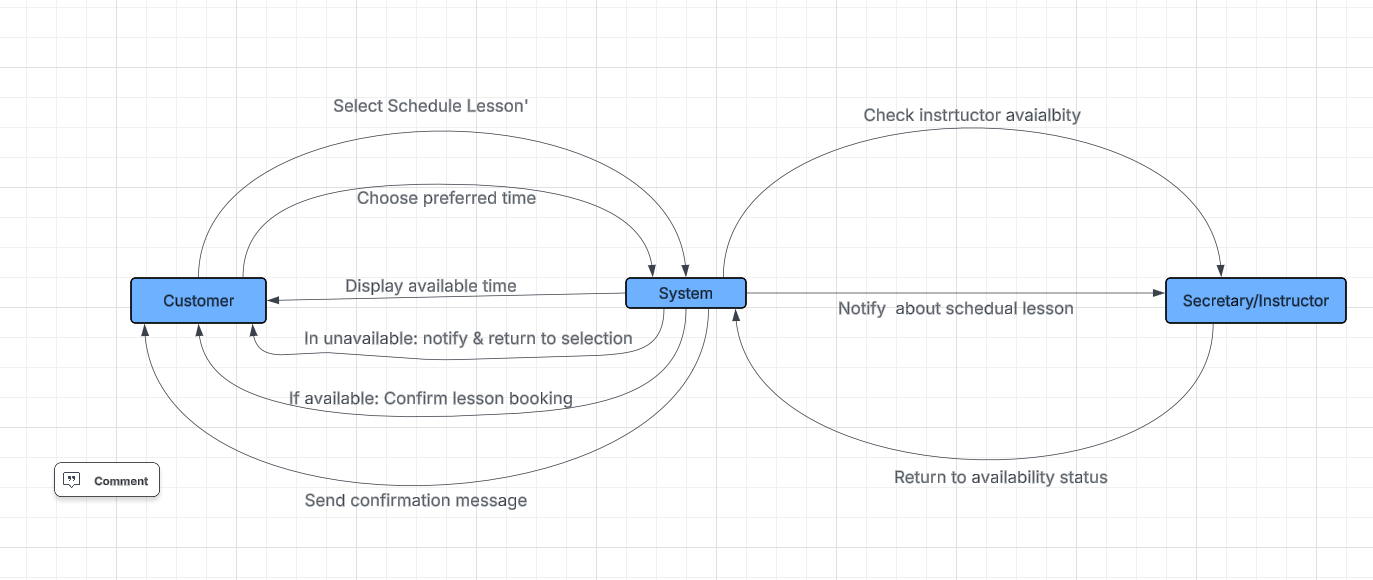 Select Schedule Lesson'
Check instrtuctor avaialbity
Choose preferred time
Display available time
System
Customer
Secretary/Instructor
Notify  about schedual lesson
In unavailable: notify & return to selection
If available: Confirm lesson booking
Return to availability status
Comment
Send confirmation message